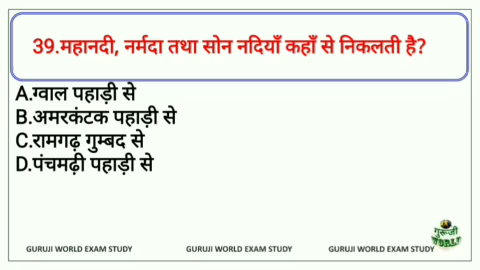 39.महानदी, नर्मदा तथा सोन नदियाँ कहाँ से निकलती है?
A.ग्वाल पहाड़ी से
B.अमरकंटक पहाड़ी से
C.रामगढ़ गुम्बद से
D.पंचमढ़ी पहाड़ी से
गुरूजी
WORLD
GURUJI WORLD EXAM STUDY GURUJI WORLD EXAM STUDY GURUJI WORLD EXAM STUDY